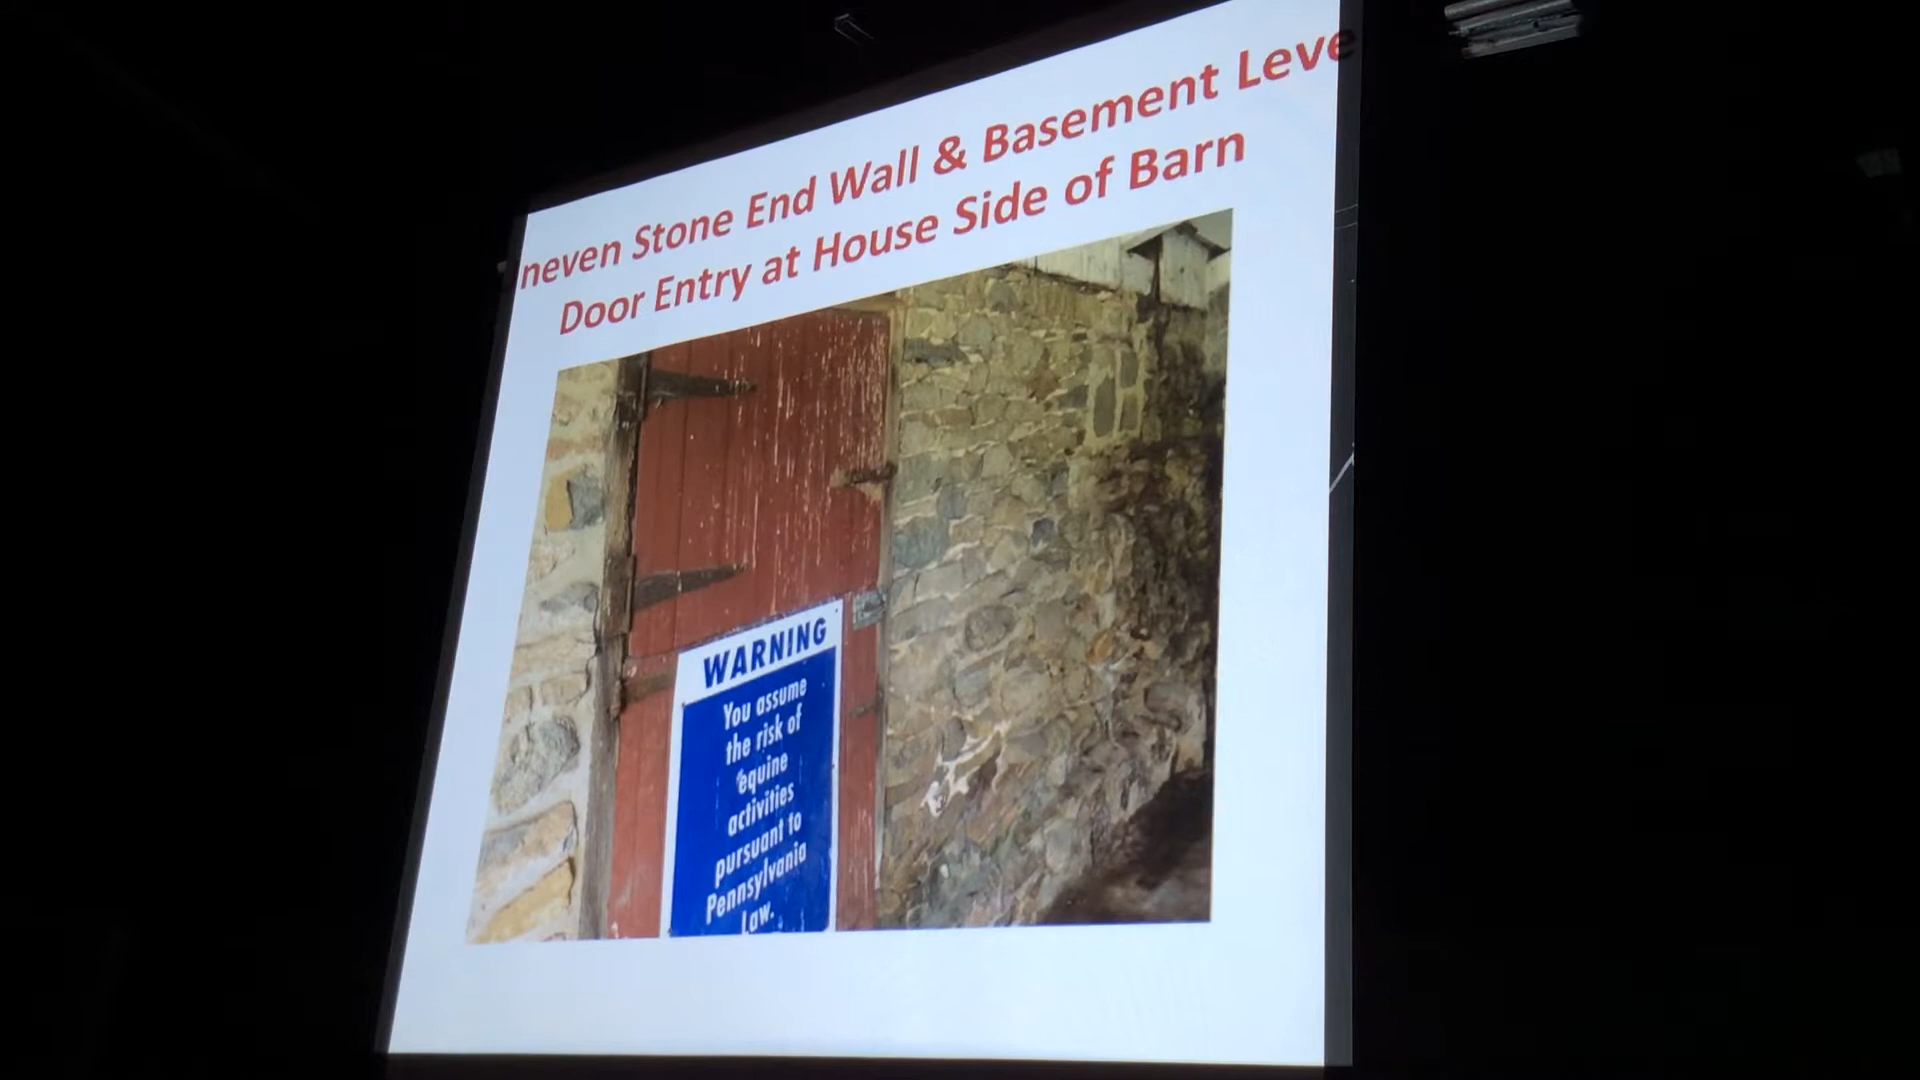 neven Stone End Wall & Basement Leve
Door Entry at House Side of Barn
WARNING
You assume
the risk of
equine
activities
pursuant to
Pennsylvania
Law.